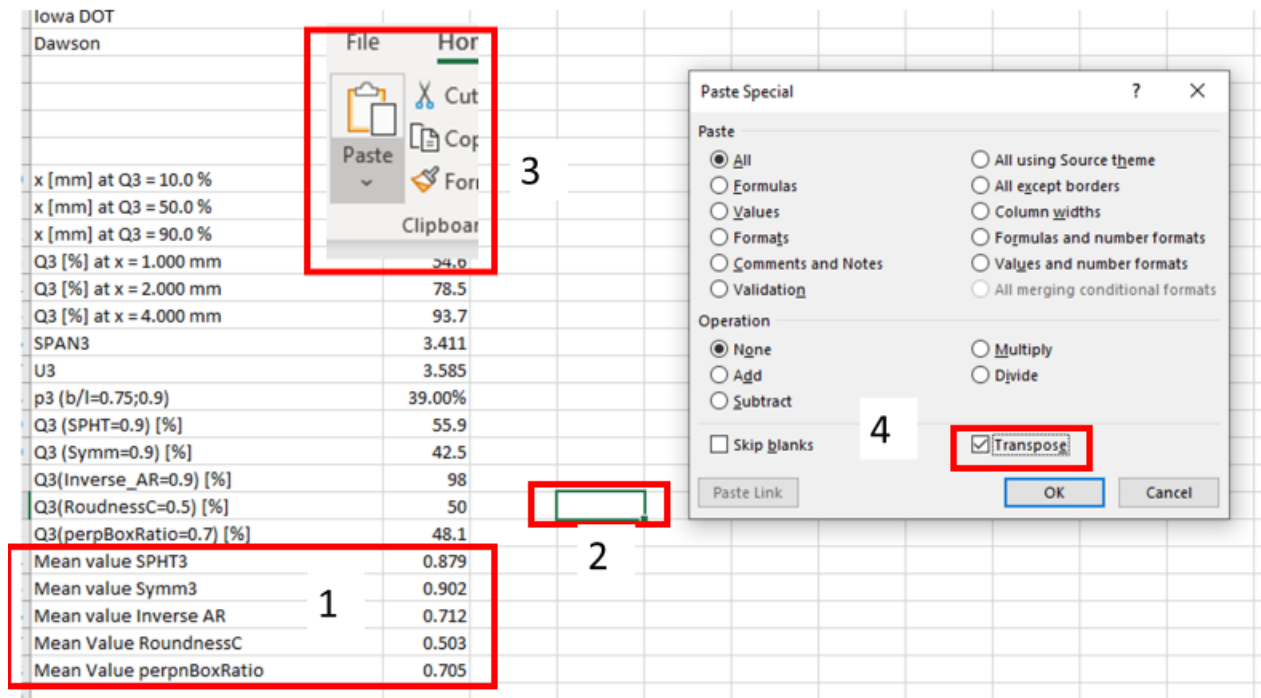 Iowa DOT
Dawson
x [mm] at Q3 = 10.0 %
x [mm] at Q3 = 50.0 %
x [mm] at Q3 = 90.0 %
Q3 [%] at x = 1.000 mm 54.6
Q3 [%] at x = 2.000 mm 78.5
Q3 [%] at x = 4.000 mm 93.7
SPAN3 3.411
U3 3.585
p3 (b/l=0.75;0.9) 39.00%
Q3 (SPHT=0.9) [%] 55.9
Q3 (Symm=0.9) [%] 42.5
Q3(Inverse_AR=0.9) [%] 98
Q3(RoudnessC=0.5) [%] 50
Q3(perpBoxRatio=0.7) [%] 48.1
Mean value SPHT3 0.879
Mean value Symm3 0.902
Mean value Inverse AR 0.712
Mean Value RoundnessC 0.503
Mean Value perpnBoxRatio 0.705
1
2
File Hor
Cut
Cop
Paste
For
Clipboar
3
Paste Special ? X
Paste
All All using Source theme
Formulas All except borders
Values Column widths
Formats Formulas and number formats
Comments and Notes Values and number formats
Validation All merging conditional formats
Operation
None Multiply
Add Divide
Subtract
4
Skip blanks Transpose
Paste Link OK Cancel